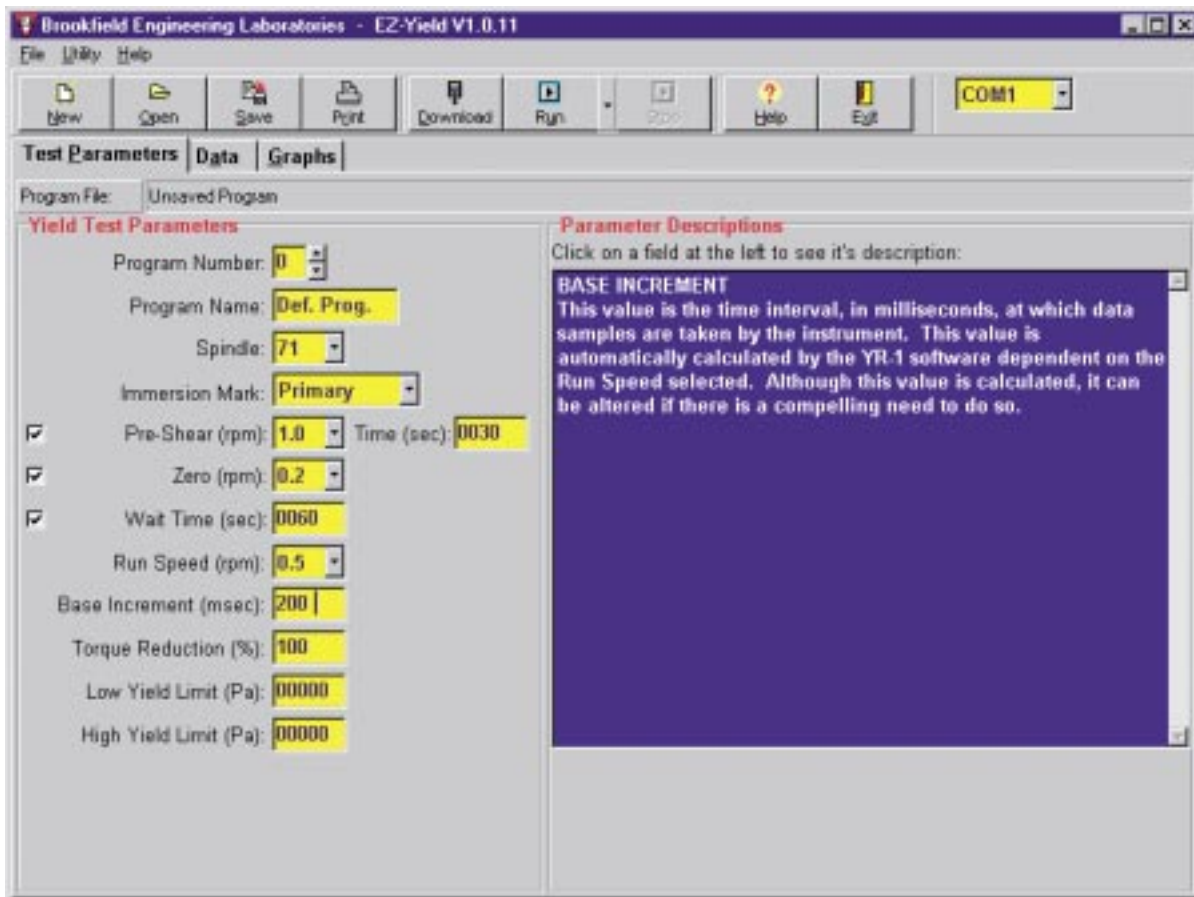 Brookfield Engineering Laboratories - EZ-Yield V1.0.11
File Utility Help
New Open Save Print Download Run Stop Help Exit COM1
Test Parameters Data Graphs
Program File: Unsaved Program
Yield Test Parameters
Program Number: 0
Program Name: Def. Prog.
Spindle: 71
Immersion Mark: Primary
Pre-Shear (rpm): 1.0 Time (sec): 0030
Zero (rpm): 0.2
Wait Time (sec): 0060
Run Speed (rpm): 0.5
Base Increment (msec): 200
Torque Reduction (%): 100
Low Yield Limit (Pa): 00000
High Yield Limit (Pa): 00000
Parameter Descriptions
Click on a field at the left to see it's description:
BASE INCREMENT
This value is the time interval, in milliseconds, at which data
samples are taken by the instrument. This value is
automatically calculated by the YR-1 software dependent on the
Run Speed selected. Although this value is calculated, it can
be altered if there is a compelling need to do so.